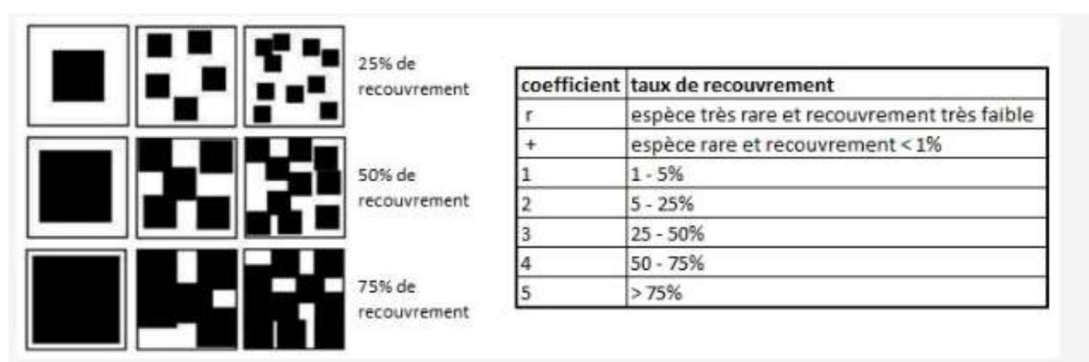 25% de
recouvrement
50% de
recouvrement
75% de
recouvrement
coefficient taux de recouvrement
r espèce très rare et recouvrement très faible
+ espèce rare et recouvrement < 1%
1 1 - 5%
2 5 - 25%
3 25 - 50%
4 50 - 75%
5 > 75%